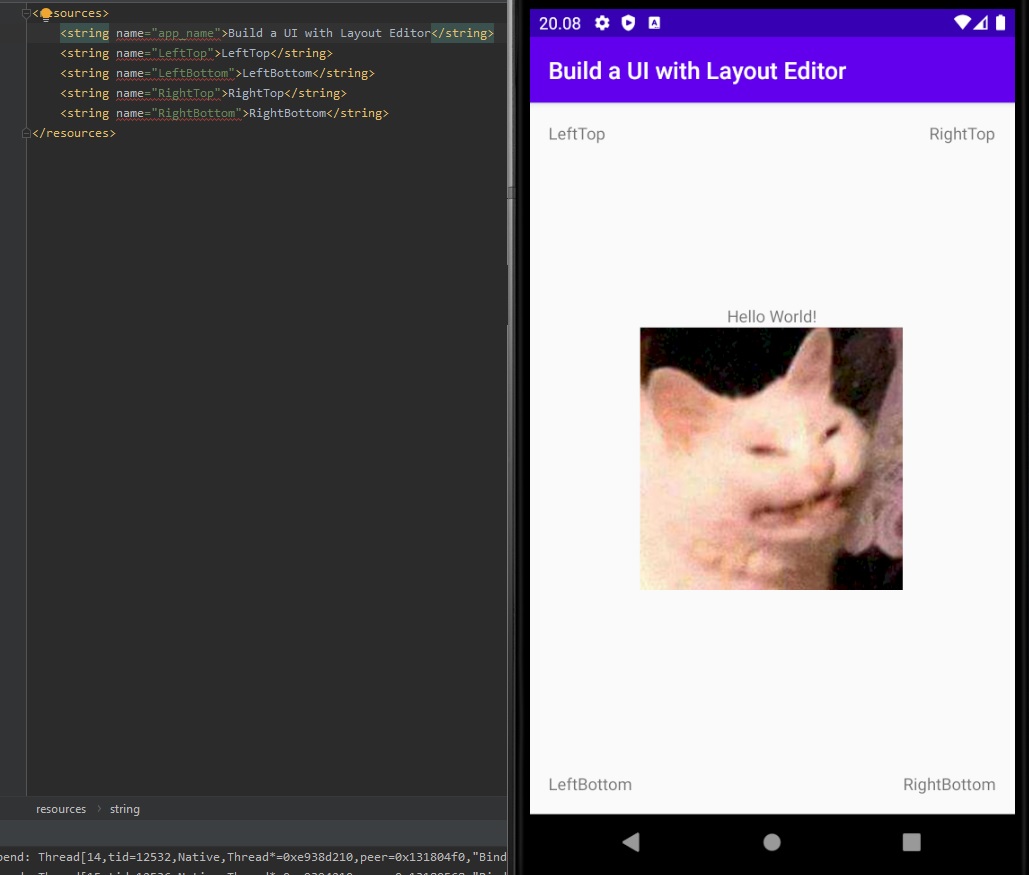 <resources>
<string name="app_name">Build a UI with Layout Editor</string>
<string name="LeftTop">LeftTop</string>
<string name="LeftBottom">LeftBottom</string>
<string name="RightTop">RightTop</string>
<string name="RightBottom">RightBottom</string>
</resources>
resources > string
pend: Thread[14,tid=12532,Native,Thread*=0xe938d210,peer=0x131804f0,"Bind
20.08
Build a UI with Layout Editor
LeftTop RightTop
Hello World!
LeftBottom RightBottom